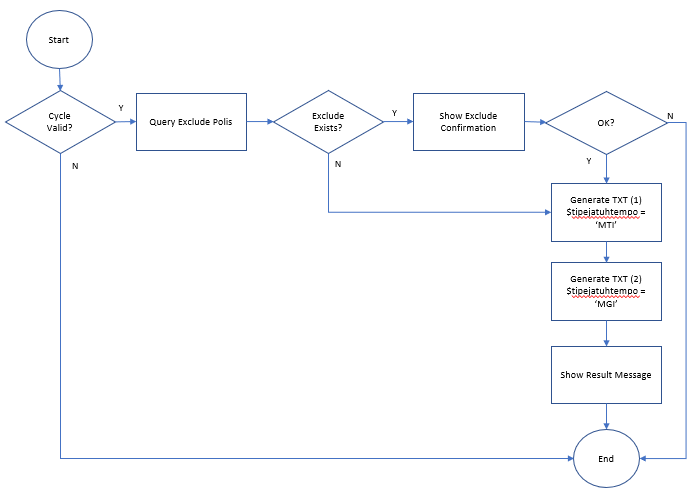 Start
Cycle
Valid?
Y
N
Query Exclude Polis
Exclude
Exists?
Y
N
Show Exclude
Confirmation
OK?
N
Y
Generate TXT (1)
$tipejatuhtempo =
‘MTI’
Generate TXT (2)
$tipejatuhtempo =
‘MGI’
Show Result Message
End